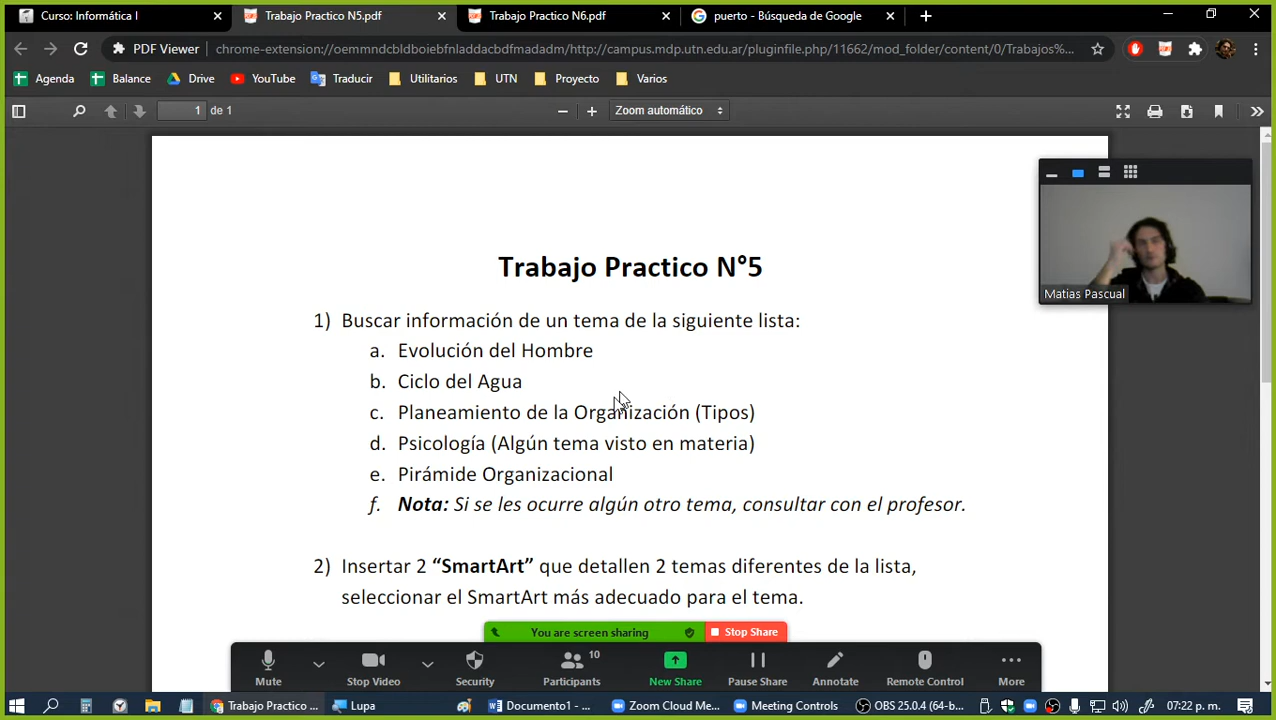 Curso: Informática I
Trabajo Practico N5.pdf
Trabajo Practico N6.pdf
puerto - Búsqueda de Google
PDF Viewer
chrome-extension://oemmndcbldboiebfnladdacbdfmadadm/http://campus.mdp.utn.edu.ar/pluginfile.php/11662/mod_folder/content/0/Trabajos%...
Agenda
Balance
Drive
YouTube
Traducir
Utilitarios
UTN
Proyecto
Varios
1 de 1
Zoom automático
Matias Pascual
Trabajo Practico N°5
1) Buscar información de un tema de la siguiente lista:
a. Evolución del Hombre
b. Ciclo del Agua
c. Planeamiento de la Organización (Tipos)
d. Psicología (Algún tema visto en materia)
e. Pirámide Organizacional
f. Nota: Si se les ocurre algún otro tema, consultar con el profesor.
2) Insertar 2 “SmartArt” que detallen 2 temas diferentes de la lista,
seleccionar el SmartArt más adecuado para el tema.
You are screen sharing
Stop Share
10
Mute
Stop Video
Security
Participants
New Share
Pause Share
Annotate
Remote Control
More
Trabajo Practico ...
Lupa
Documento1 - ...
Zoom Cloud Me...
Meeting Controls
OBS 25.0.4 (64-b...
07:22 p. m.